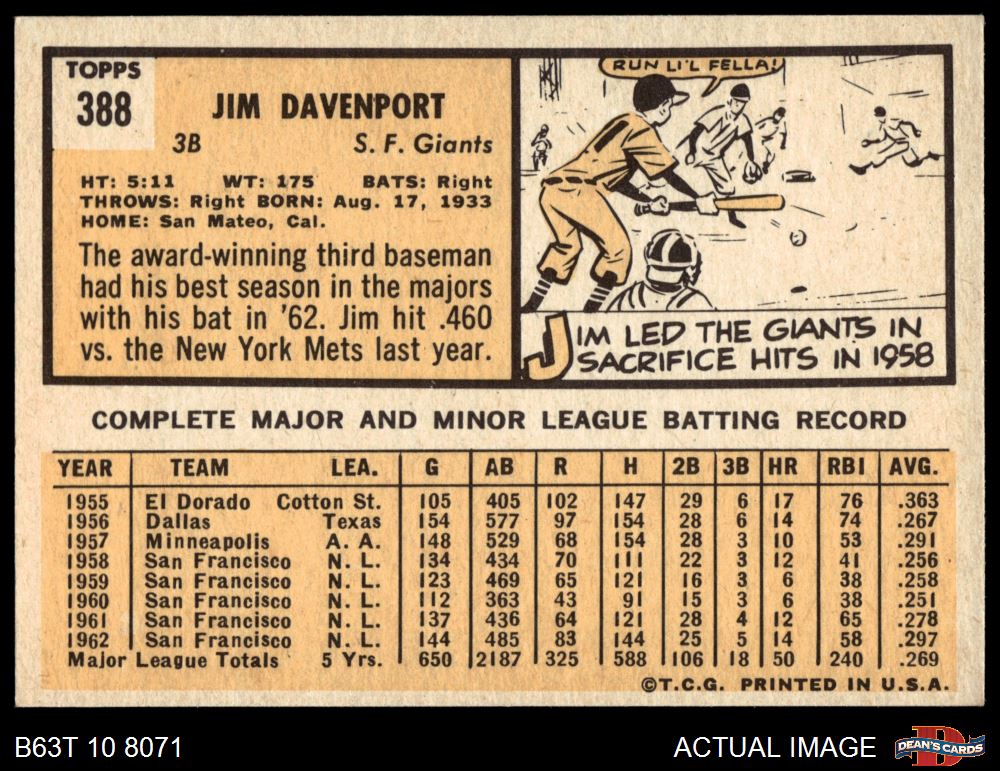 TOPPS
388
JIM DAVENPORT
3B S. F. Giants
HT: 5:11 WT: 175 BATS: Right
THROWS: Right BORN: Aug. 17, 1933
HOME: San Mateo, Cal.
The award-winning third baseman
had his best season in the majors
with his bat in '62. Jim hit .460
vs. the New York Mets last year.
RUN LI'L FELLA!
JIM LED THE GIANTS IN
SACRIFICE HITS IN 1958
COMPLETE MAJOR AND MINOR LEAGUE BATTING RECORD
YEAR TEAM LEA. G AB R H 2B 3B HR RBI AVG.
1955 El Dorado Cotton St. 105 405 102 147 29 6 17 76 .363
1956 Dallas Texas 154 577 97 154 28 6 14 74 .267
1957 Minneapolis A. A. 148 529 68 154 28 3 10 53 .291
1958 San Francisco N. L. 134 434 70 111 22 3 12 41 .256
1959 San Francisco N. L. 123 469 65 121 16 3 6 38 .258
1960 San Francisco N. L. 112 363 43 91 15 3 6 38 .251
1961 San Francisco N. L. 137 436 64 121 28 4 12 65 .278
1962 San Francisco N. L. 144 485 83 144 25 5 14 58 .297
Major League Totals 5 Yrs. 650 2187 325 588 106 18 50 240 .269
©T.C.G. PRINTED IN U.S.A.
B63T 10 8071 ACTUAL IMAGE DEAN'S CARDS